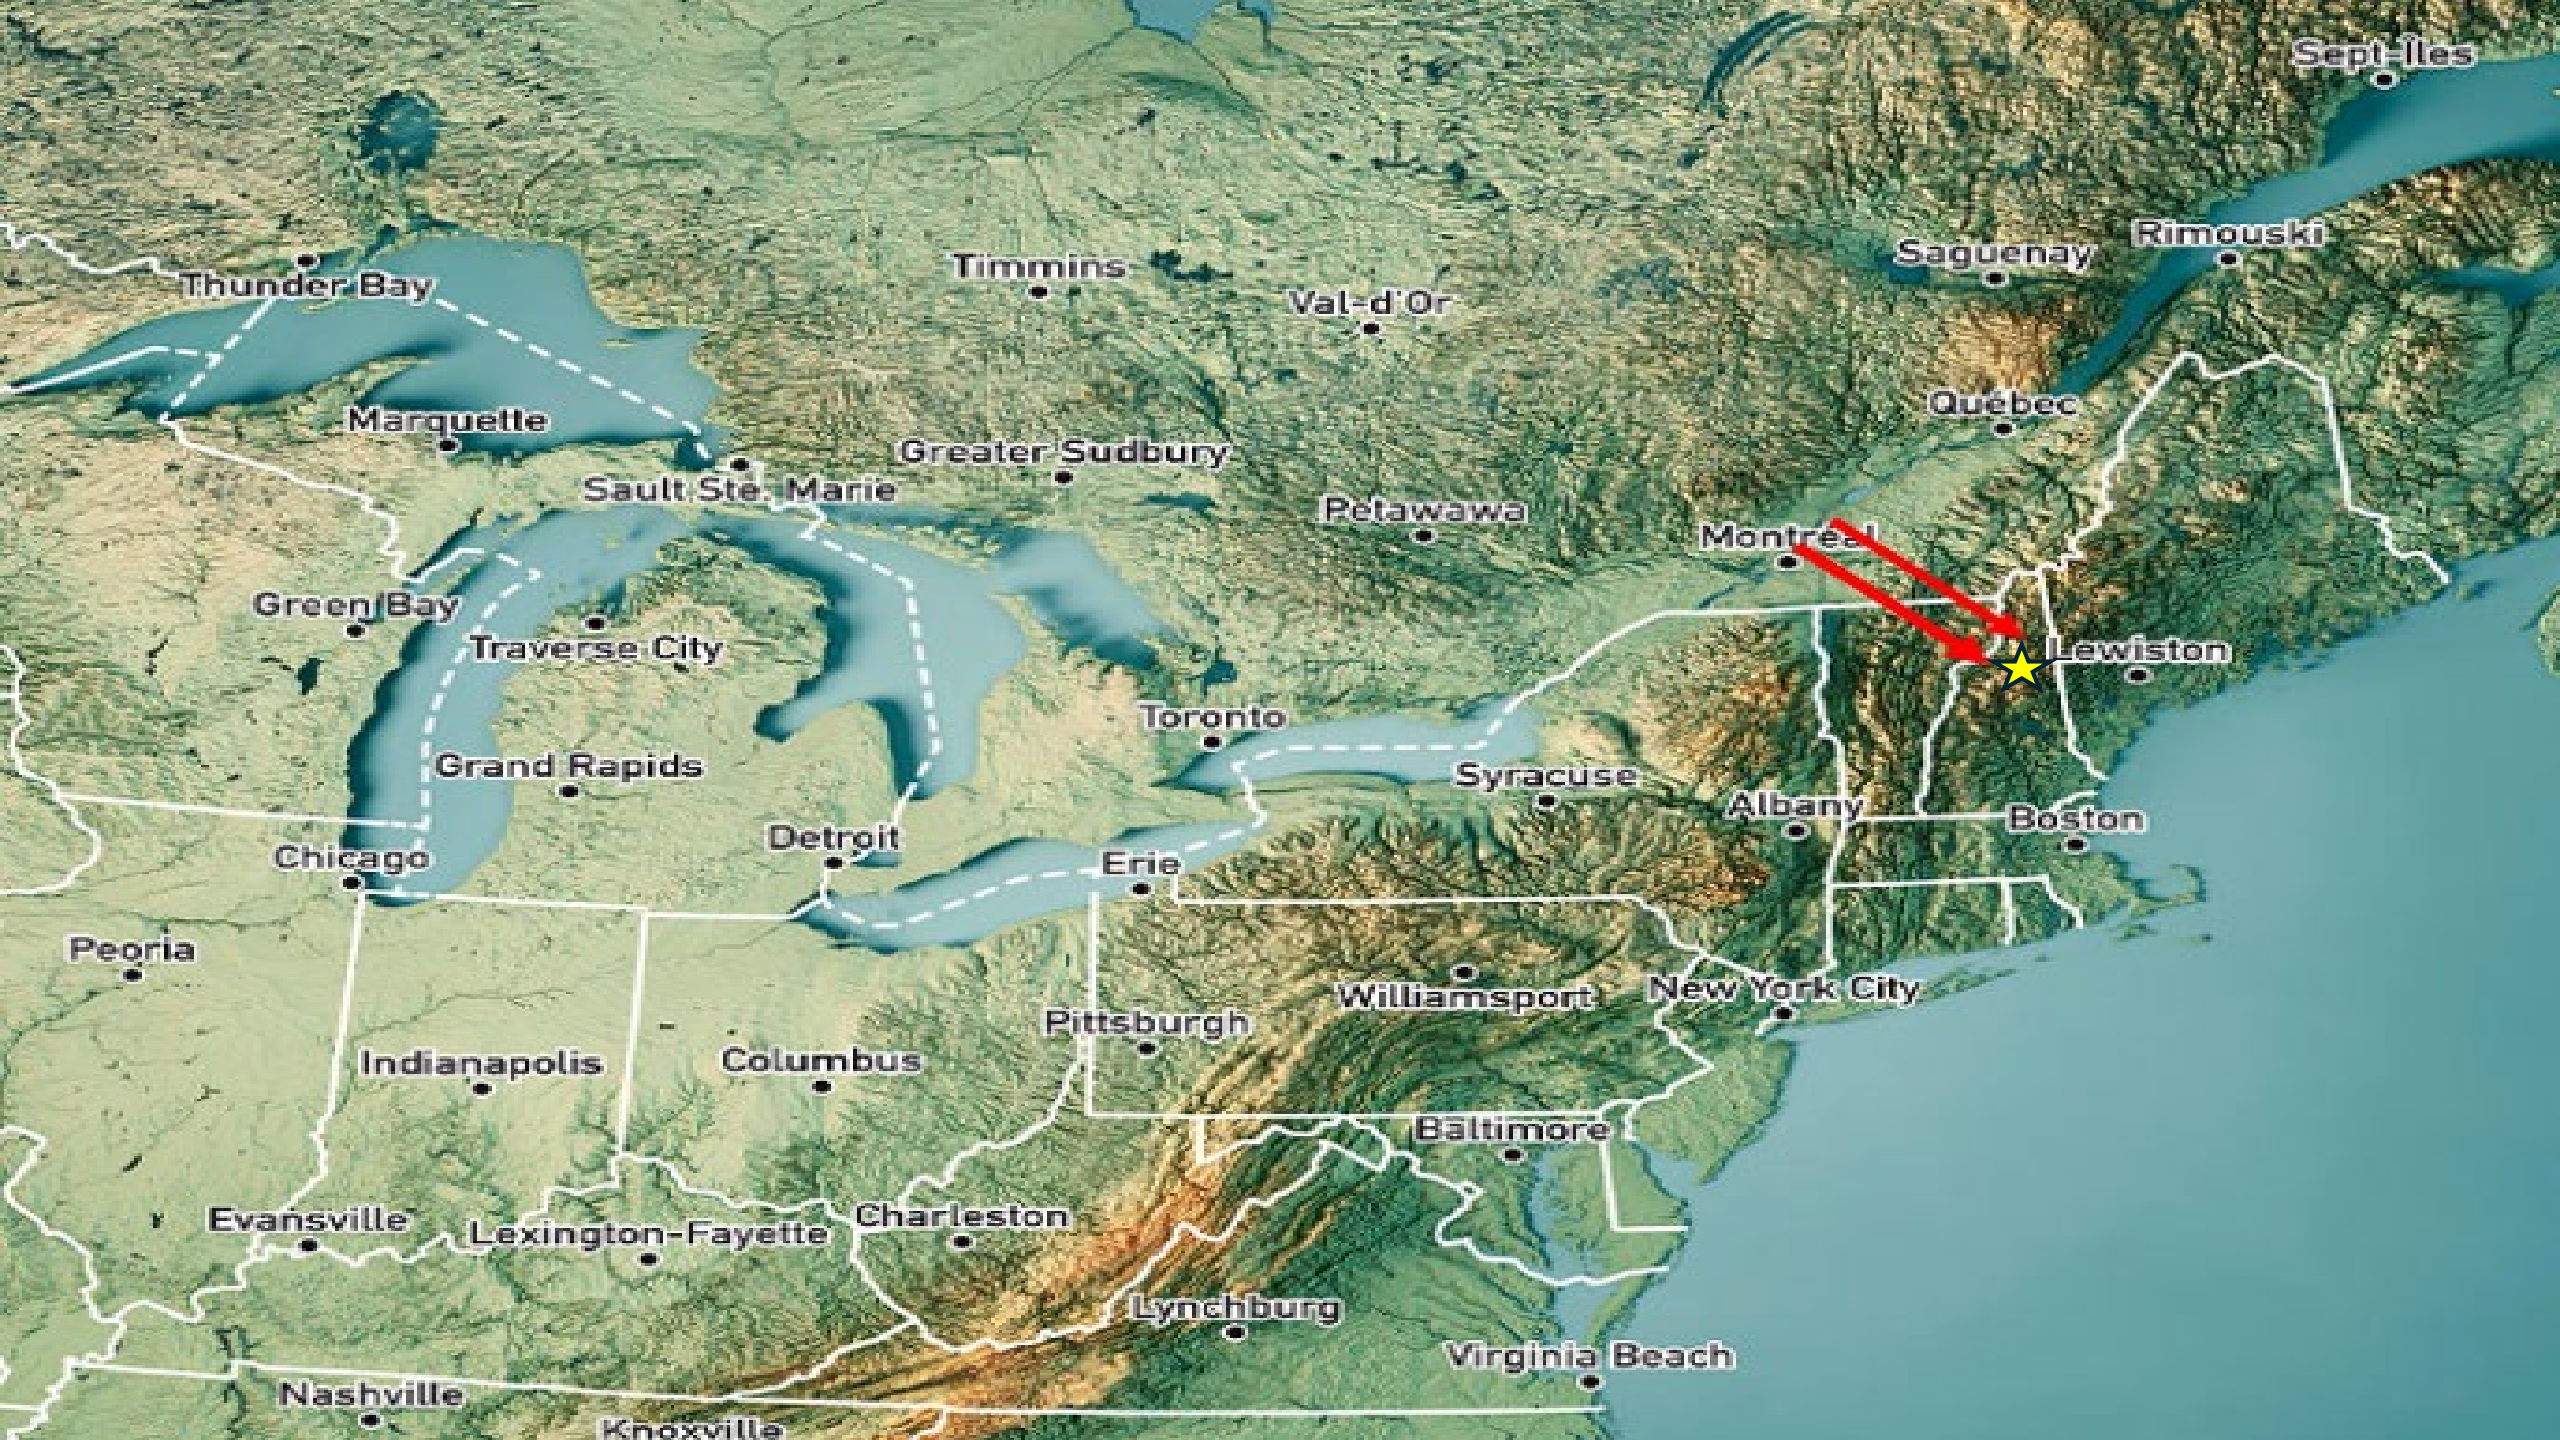 Sept-Îles
Rimouski
Saguenay
Timmins
Thunder Bay
Val-d'Or
Québec
Marquette
Greater Sudbury
Sault Ste. Marie
Petawawa
Montréal
Green Bay
Traverse City
Lewiston
Toronto
Grand Rapids
Syracuse
Albany
Boston
Detroit
Chicago
Erie
Peoria
Williamsport
New York City
Pittsburgh
Indianapolis
Columbus
Baltimore
Evansville
Lexington-Fayette
Charleston
Lynchburg
Virginia Beach
Nashville
Knoxville